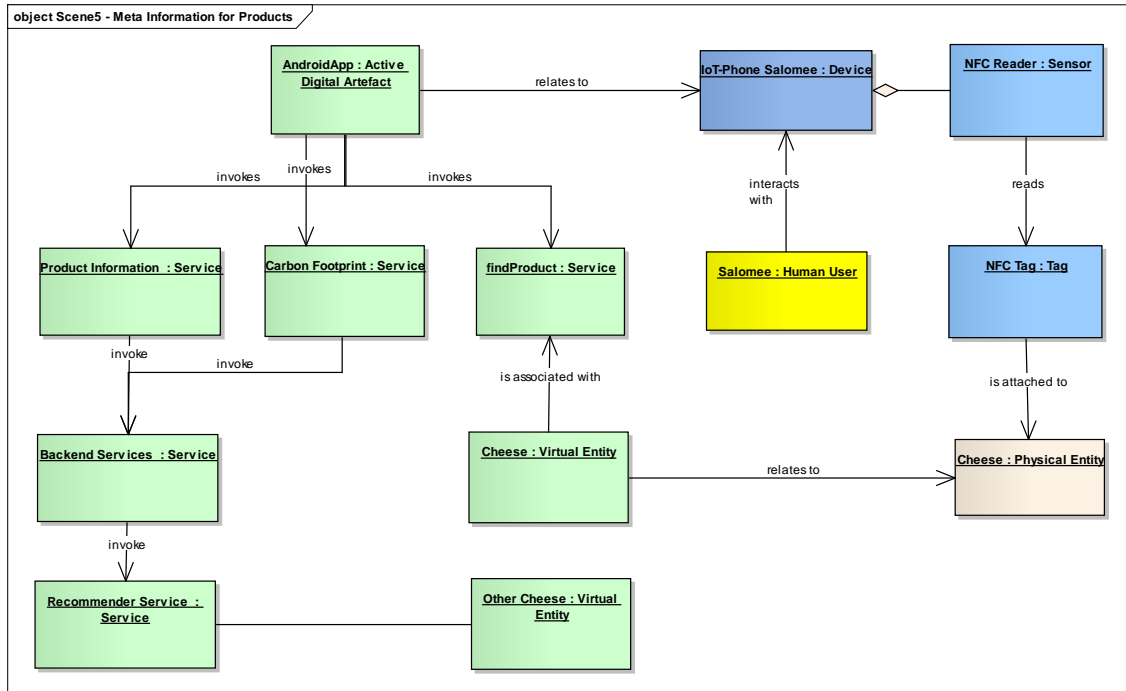 object Scene5 - Meta Information for Products
AndroidApp : Active
Digital Artefact
relates to
IoT-Phone Salomee : Device
NFC Reader : Sensor
invokes
invokes
invokes
interacts
with
reads
Product Information : Service
Carbon Footprint : Service
findProduct : Service
Salomee : Human User
NFC Tag : Tag
invoke
invoke
is associated with
is attached to
Backend Services : Service
Cheese : Virtual Entity
relates to
Cheese : Physical Entity
invoke
Recommender Service :
Service
Other Cheese : Virtual
Entity